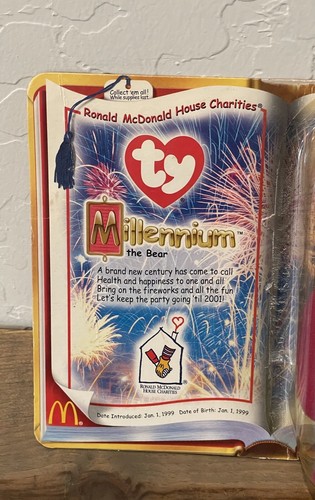 Collect 'em all!
While supplies last.
Ronald McDonald House Charities®
ty
Millennium™
the Bear
A brand new century has come to call
Health and happiness to one and all
Bring on the fireworks and all the fun
Let's keep the party going 'til 2001!
RONALD McDONALD
HOUSE CHARITIES
Date Introduced: Jan. 1, 1999 Date of Birth: Jan. 1, 1999